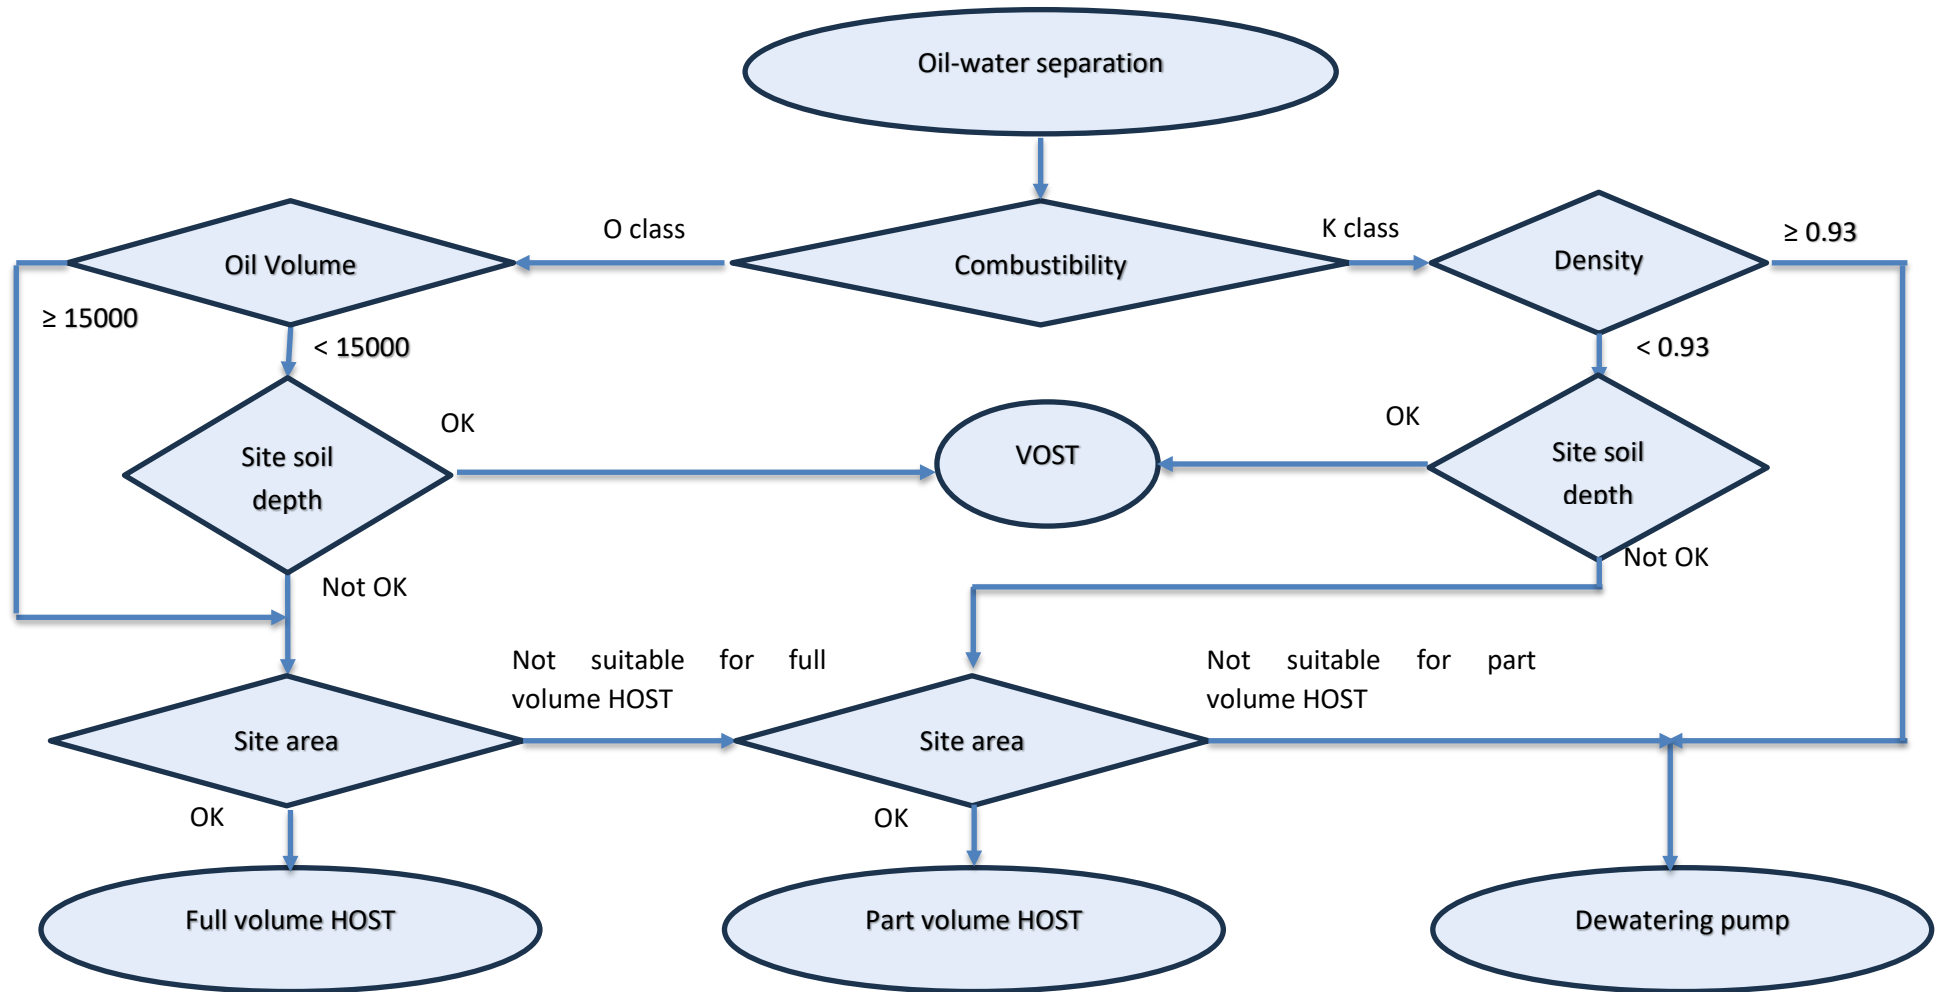 Oil-water separation
O class
K class
≥ 0.93
Oil Volume
Combustibility
Density
≥ 15000
< 15000
< 0.93
OK
OK
Site soil
depth
VOST
Site soil
depth
Not OK
Not OK
Not suitable for full
volume HOST
Not suitable for part
volume HOST
Site area
Site area
OK
OK
Full volume HOST
Part volume HOST
Dewatering pump